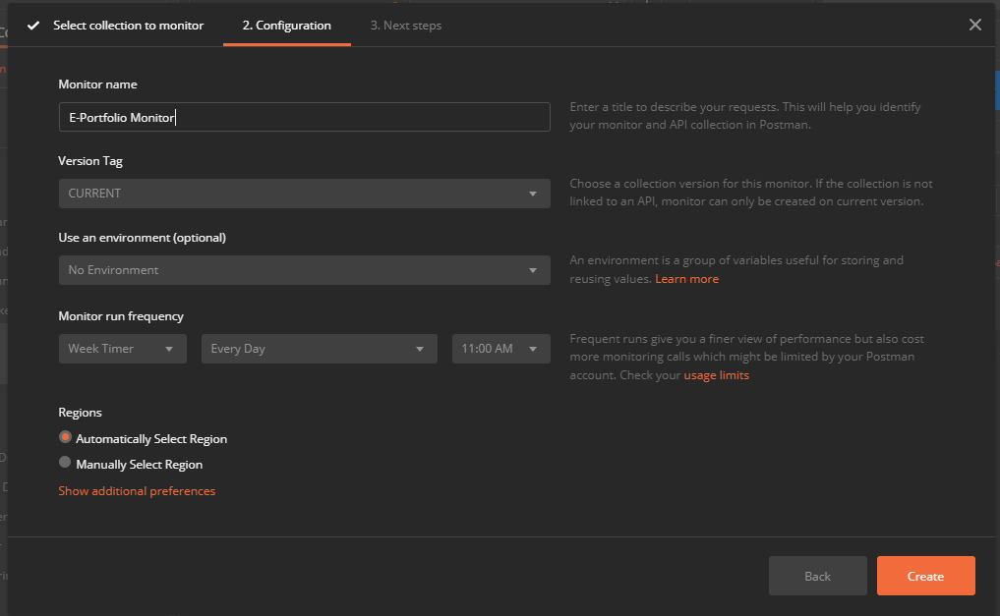 Select collection to monitor
2. Configuration
3. Next steps
Monitor name
E-Portfolio Monitor
Enter a title to describe your requests. This will help you identify
your monitor and API collection in Postman.
Version Tag
CURRENT
Choose a collection version for this monitor. If the collection is not
linked to an API, monitor can only be created on current version.
Use an environment (optional)
No Environment
An environment is a group of variables useful for storing and
reusing values. Learn more
Monitor run frequency
Week Timer
Every Day
11:00 AM
Frequent runs give you a finer view of performance but also cost
more monitoring calls which might be limited by your Postman
account. Check your usage limits
Regions
Automatically Select Region
Manually Select Region
Show additional preferences
Back
Create